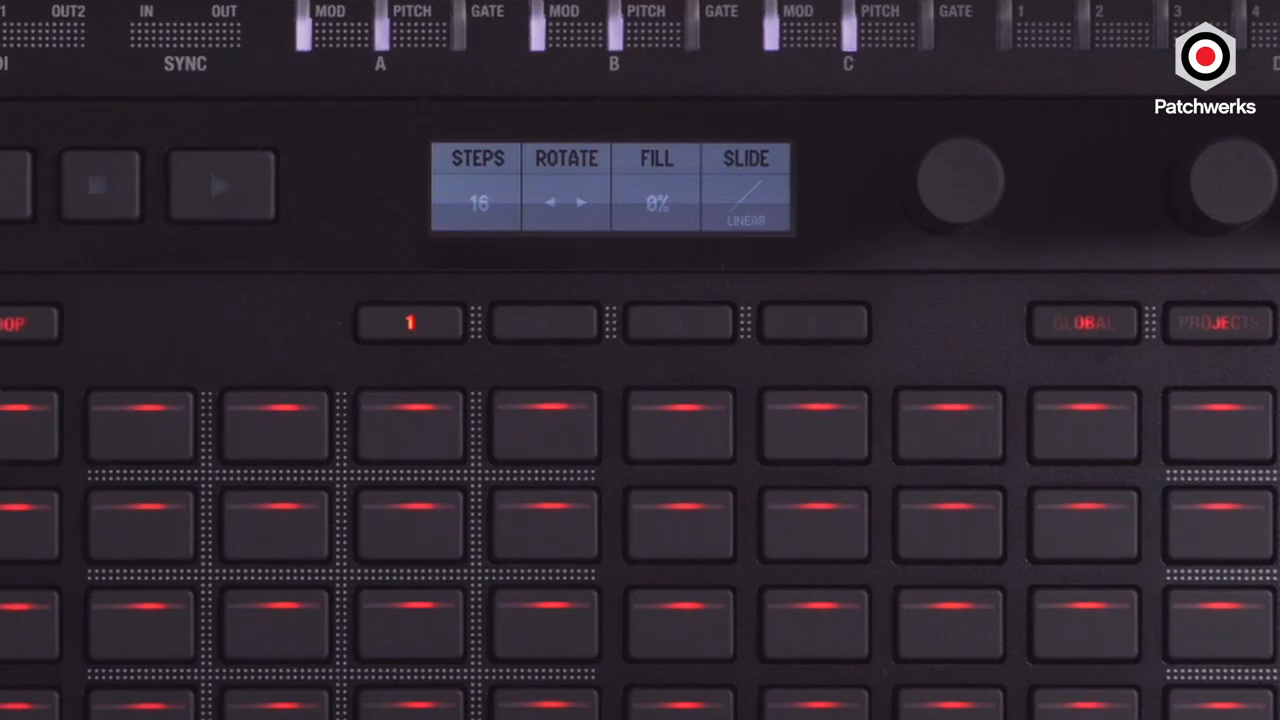 1 OUT2 IN OUT MOD PITCH GATE MOD PITCH GATE MOD PITCH GATE 1 2 3 4
SYNC A B C
Patchwerks
STEPS ROTATE FILL SLIDE
16 0%
LINEAR
1 GLOBAL PROJECTS